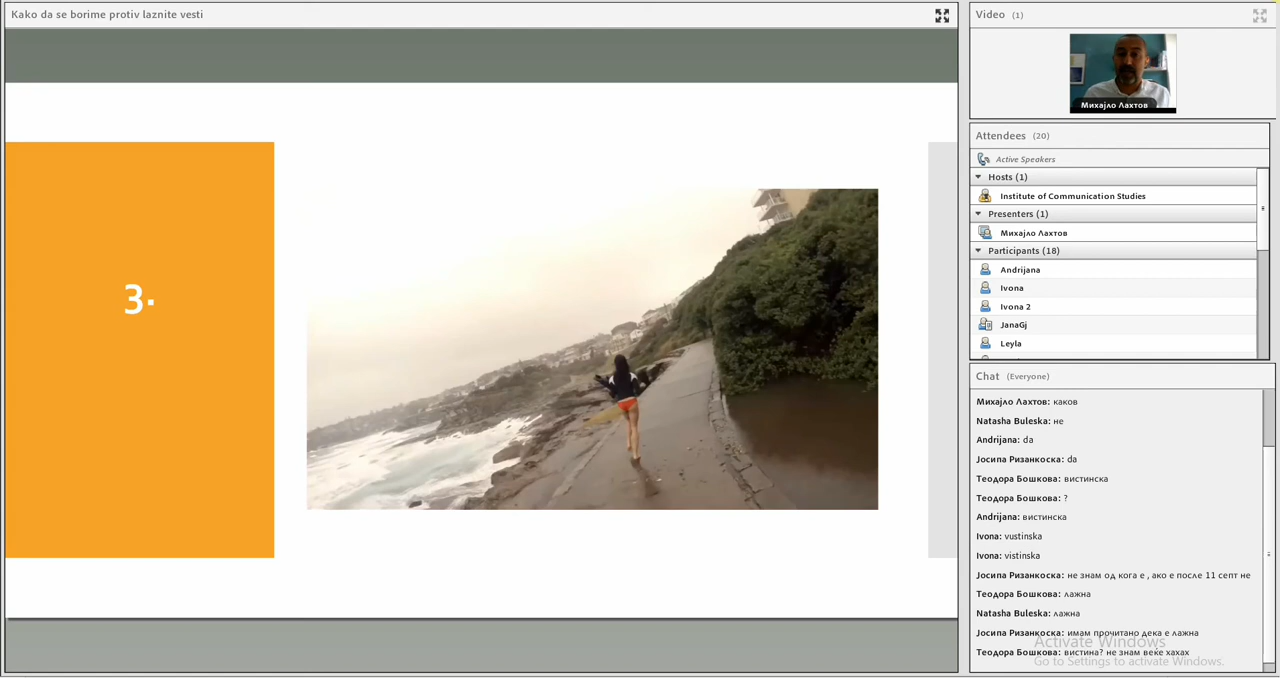 Kako da se borime protiv laznite vesti
3.
Video (1)
Михајло Лахтов
Attendees (20)
Active Speakers
Hosts (1)
Institute of Communication Studies
Presenters (1)
Михајло Лахтов
Participants (18)
Andrijana
Ivona
Ivona 2
JanaGj
Leyla
Chat (Everyone)
Михајло Лахтов: каков
Natasha Buleska: не
Andrijana: da
Јосипа Ризанкоска: da
Теодора Бошкова: вистинска
Теодора Бошкова: ?
Andrijana: вистинска
Ivona: vustinska
Ivona: vistinska
Јосипа Ризанкоска: не знам од кога е , ако е после 11 септ не
Теодора Бошкова: лажна
Natasha Buleska: лажна
Јосипа Ризанкоска: имам прочитано дека е лажна
Теодора Бошкова: вистина? не знам веќе хахах
Activate Windows
Go to Settings to activate Windows.